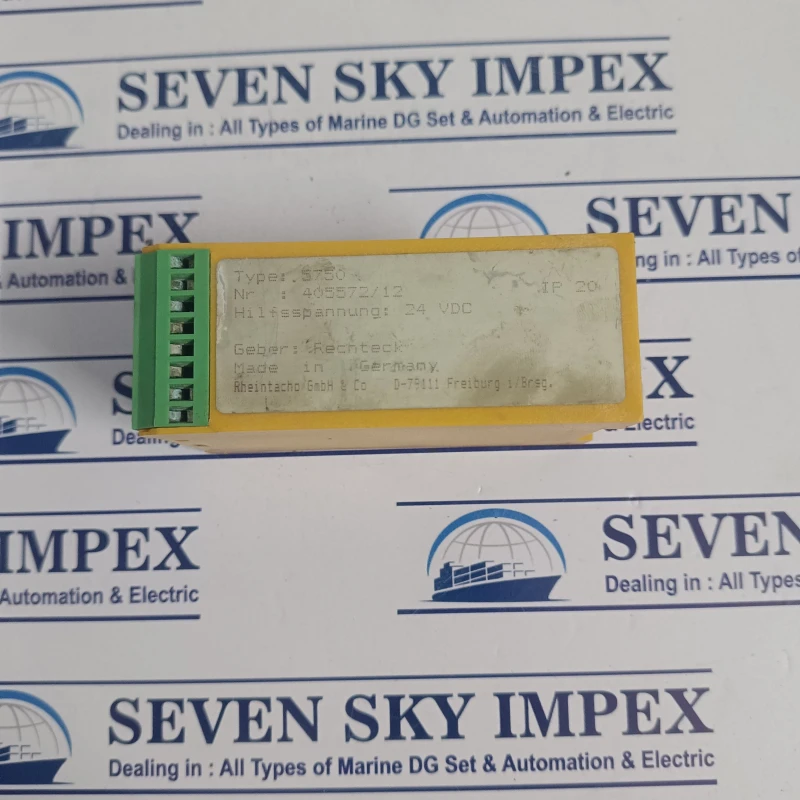 SEVEN SKY IMPEX
Dealing in : All Types of Marine DG Set & Automation & Electric
IMPEX
& Automation & Electric
SEVEN
ng in : All Types of
Type: 5750
Nr : 405572/12
IP 20
Hilfsspannung: 24 VDC
Geber: Rechteck
Made in Germany
Rheintacho GmbH & Co D-79111 Freiburg i/Brsg.
X
Electric
IMPEX
Automation & Electric
SEVEN
Dealing in : All Types
SEVEN SKY IMPEX
Dealing in : All Types of Marine DG Set & Automation & Electric